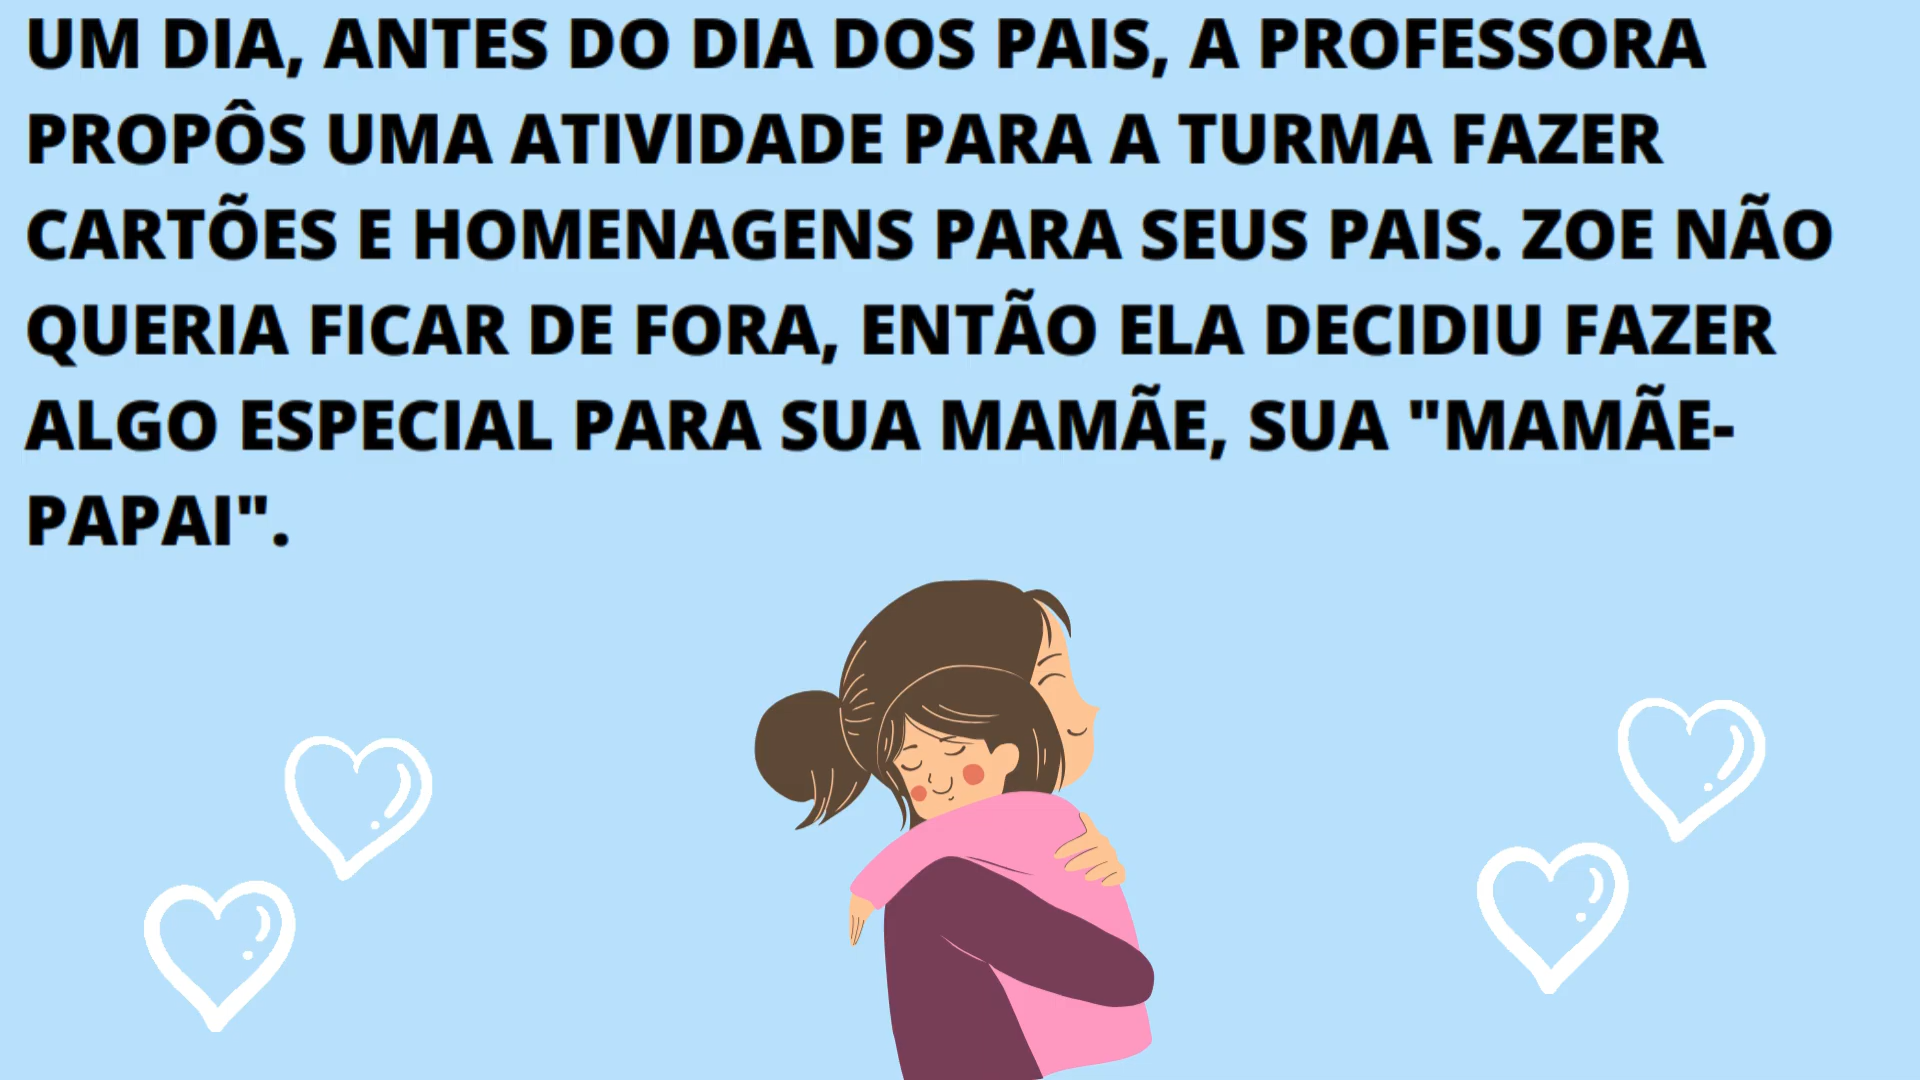 UM DIA, ANTES DO DIA DOS PAIS, A PROFESSORA
PROPÔS UMA ATIVIDADE PARA A TURMA FAZER
CARTÕES E HOMENAGENS PARA SEUS PAIS. ZOE NÃO
QUERIA FICAR DE FORA, ENTÃO ELA DECIDIU FAZER
ALGO ESPECIAL PARA SUA MAMÃE, SUA "MAMÃE-
PAPAI".